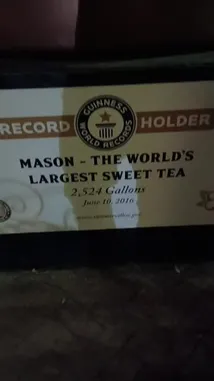 RECORD HOLDER
GUINNESS
WORLD RECORDS
MASON - THE WORLD'S
LARGEST SWEET TEA
2,524 Gallons
June 10, 2016